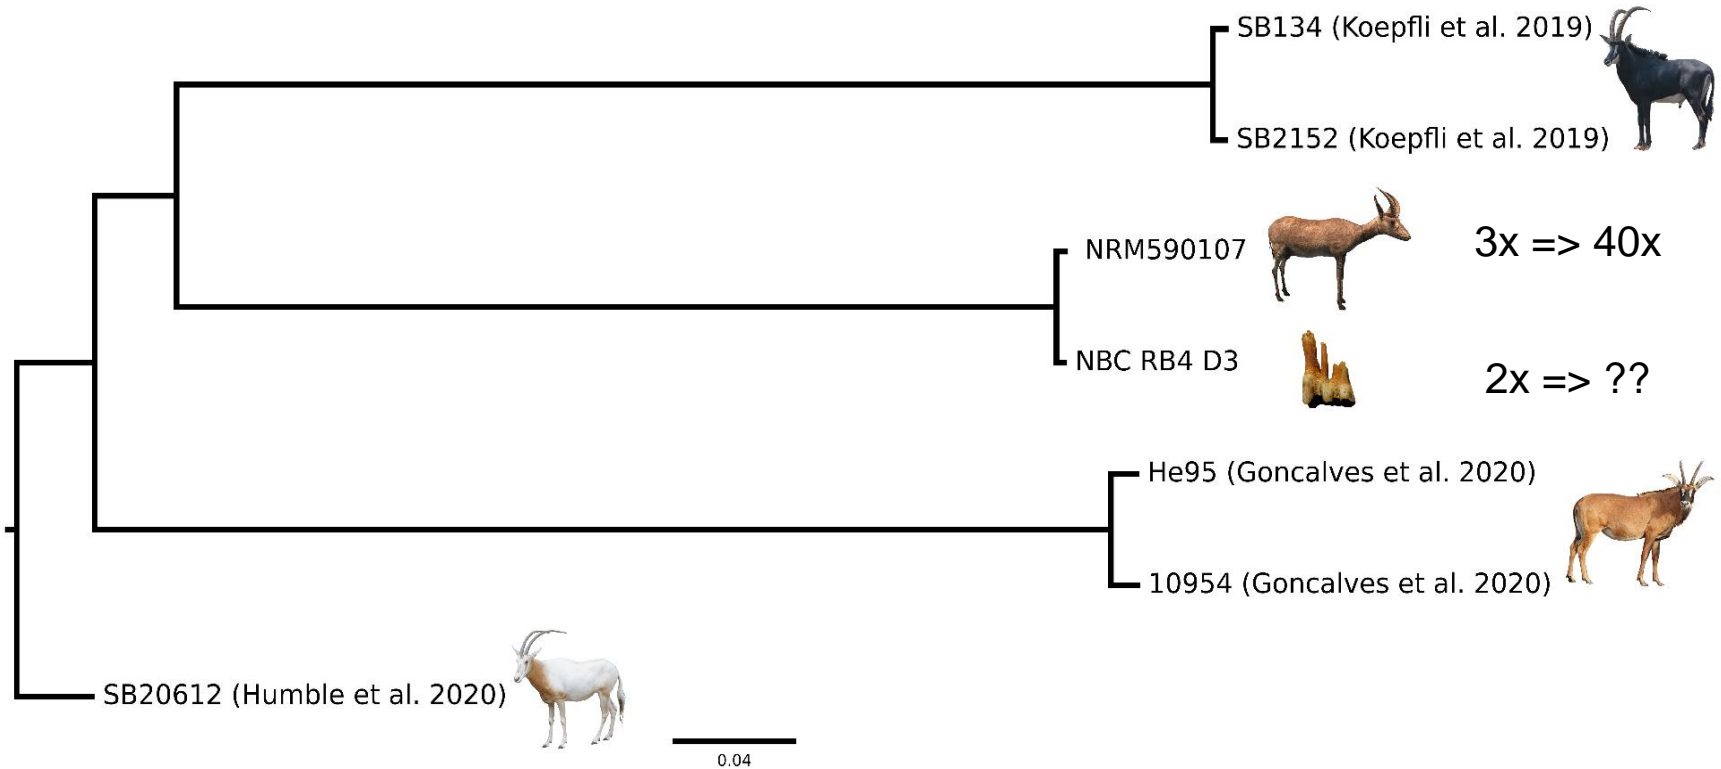 SB134 (Koepfli et al. 2019)
SB2152 (Koepfli et al. 2019)
NRM590107
3x => 40x
NBC RB4 D3
2x => ??
He95 (Goncalves et al. 2020)
10954 (Goncalves et al. 2020)
SB20612 (Humble et al. 2020)
0.04